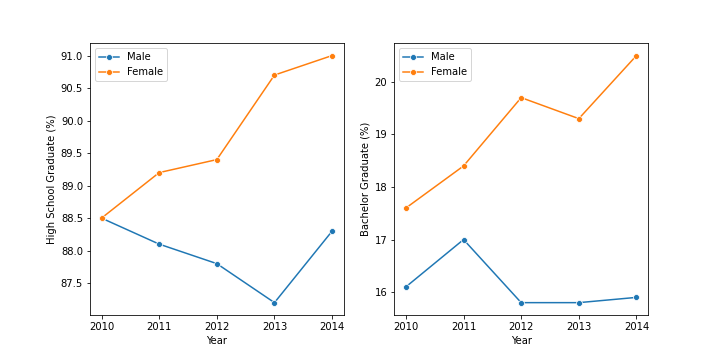 Male
Female
High School Graduate (%)
91.0
90.5
90.0
89.5
89.0
88.5
88.0
87.5
2010 2011 2012 2013 2014
Year
Male
Female
Bachelor Graduate (%)
20
19
18
17
16
2010 2011 2012 2013 2014
Year